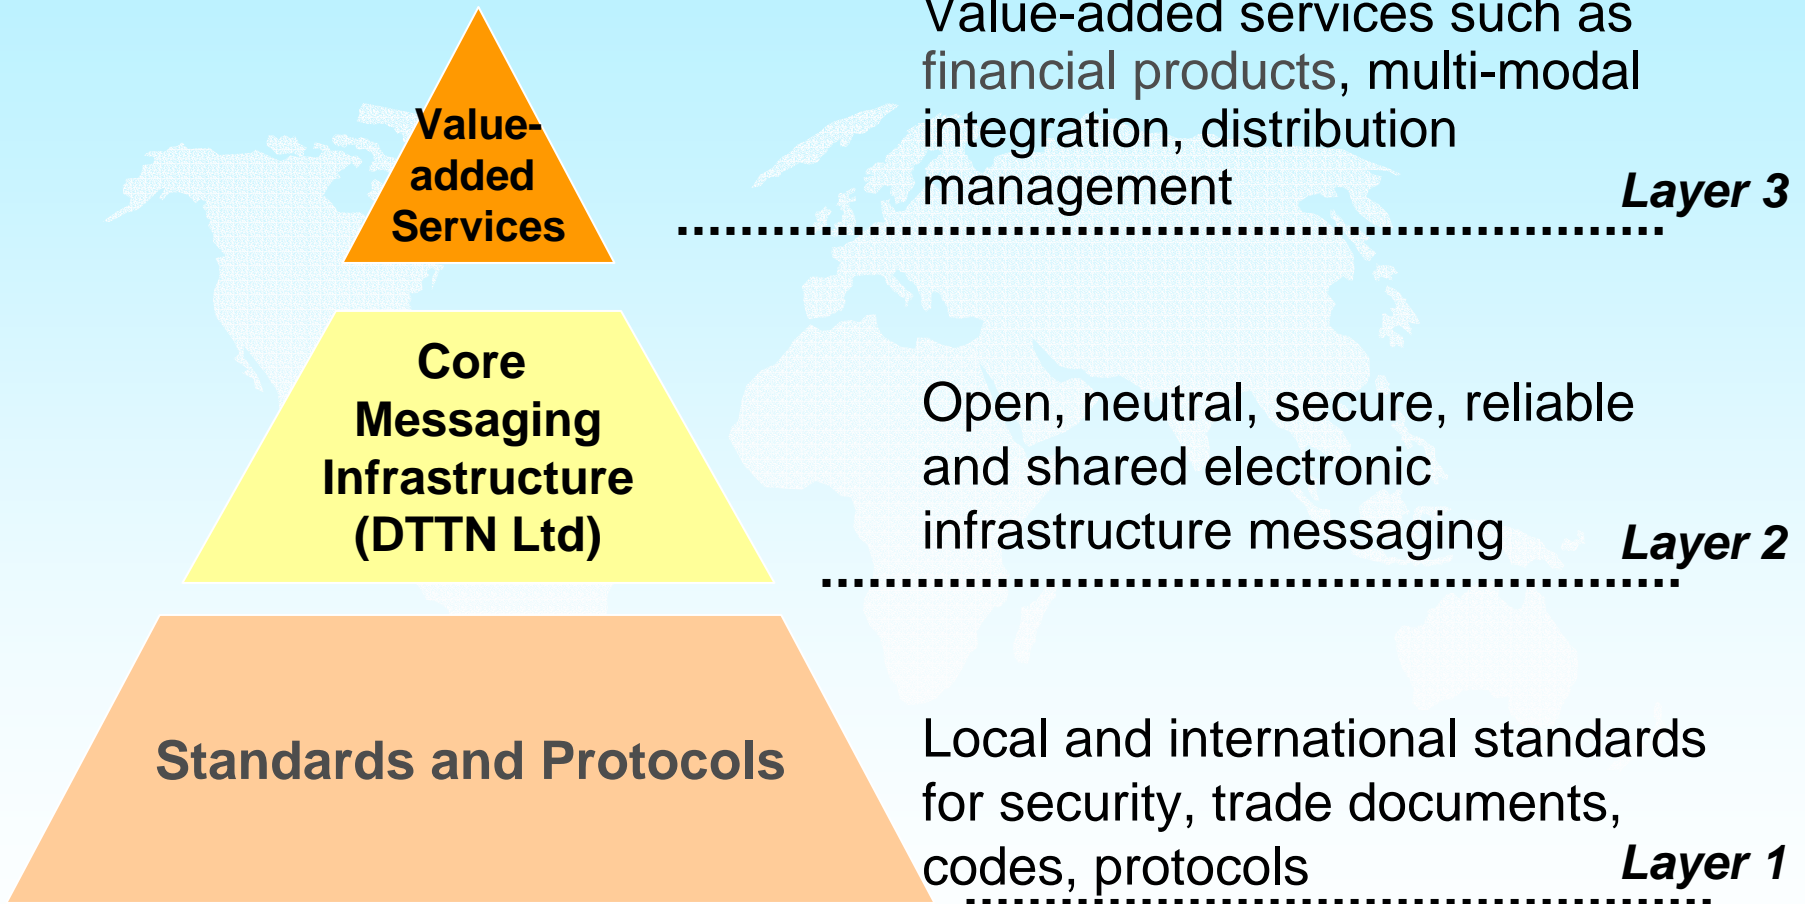 Value-added services such as
financial products, multi-modal
integration, distribution
management
Layer 3
Value-
added
Services
Core
Messaging
Infrastructure
(DTTN Ltd)
Open, neutral, secure, reliable
and shared electronic
infrastructure messaging
Layer 2
Standards and Protocols
Local and international standards
for security, trade documents,
codes, protocols
Layer 1